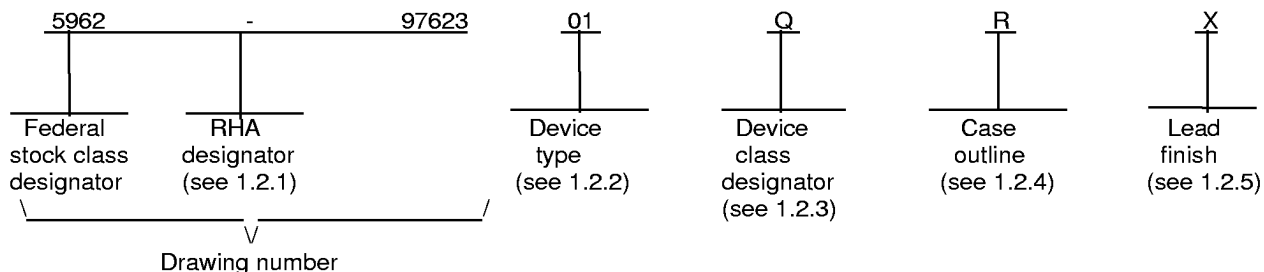 5962 - 97623 01 Q R X
Federal stock class designator
RHA designator (see 1.2.1)
Device type (see 1.2.2)
Device class designator (see 1.2.3)
Case outline (see 1.2.4)
Lead finish (see 1.2.5)
Drawing number